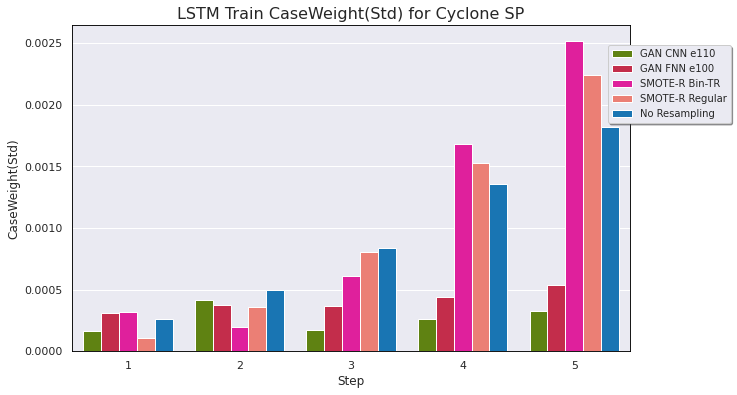 LSTM Train CaseWeight(Std) for Cyclone SP
CaseWeight(Std)
0.0025
0.0020
0.0015
0.0010
0.0005
0.0000
1 2 3 4 5
Step
GAN CNN e110
GAN FNN e100
SMOTE-R Bin-TR
SMOTE-R Regular
No Resampling